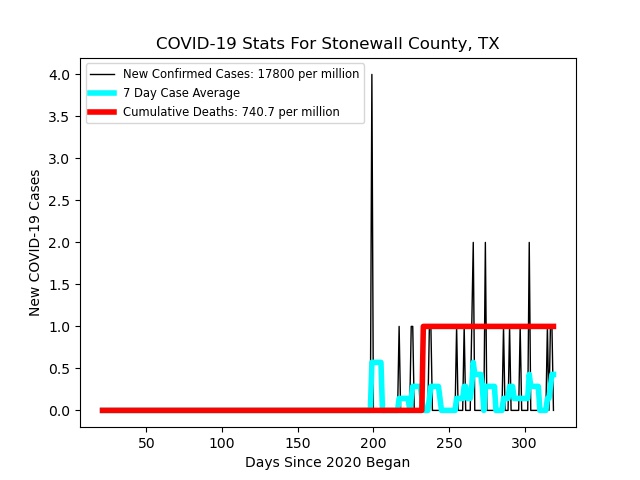 COVID-19 Stats For Stonewall County, TX
New Confirmed Cases: 17800 per million
7 Day Case Average
Cumulative Deaths: 740.7 per million
New COVID-19 Cases
4.0
3.5
3.0
2.5
2.0
1.5
1.0
0.5
0.0
50 100 150 200 250 300
Days Since 2020 Began